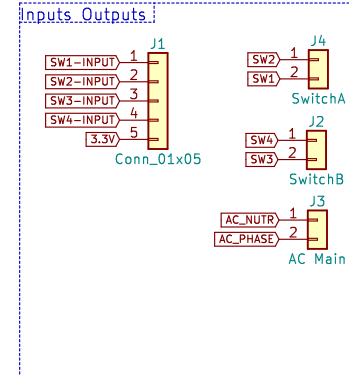 Inputs Outputs
J1
SW1-INPUT 1
SW2-INPUT 2
SW3-INPUT 3
SW4-INPUT 4
3.3V 5
Conn_01x05
J4
SW2 1
SW1 2
SwitchA
J2
SW4 1
SW3 2
SwitchB
J3
AC_NUTR 1
AC_PHASE 2
AC Main